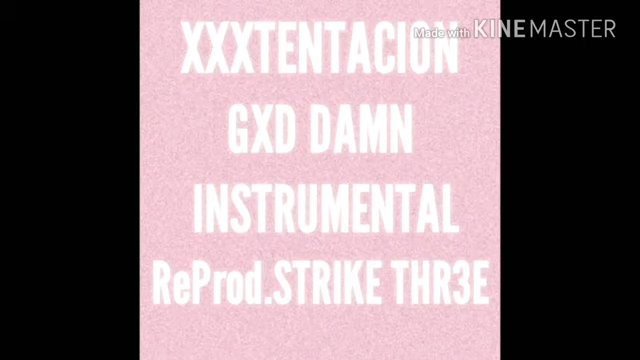 Made with KINEMASTER
XXXTENTACION
GXD DAMN
INSTRUMENTAL
ReProd.STRIKE THR3E